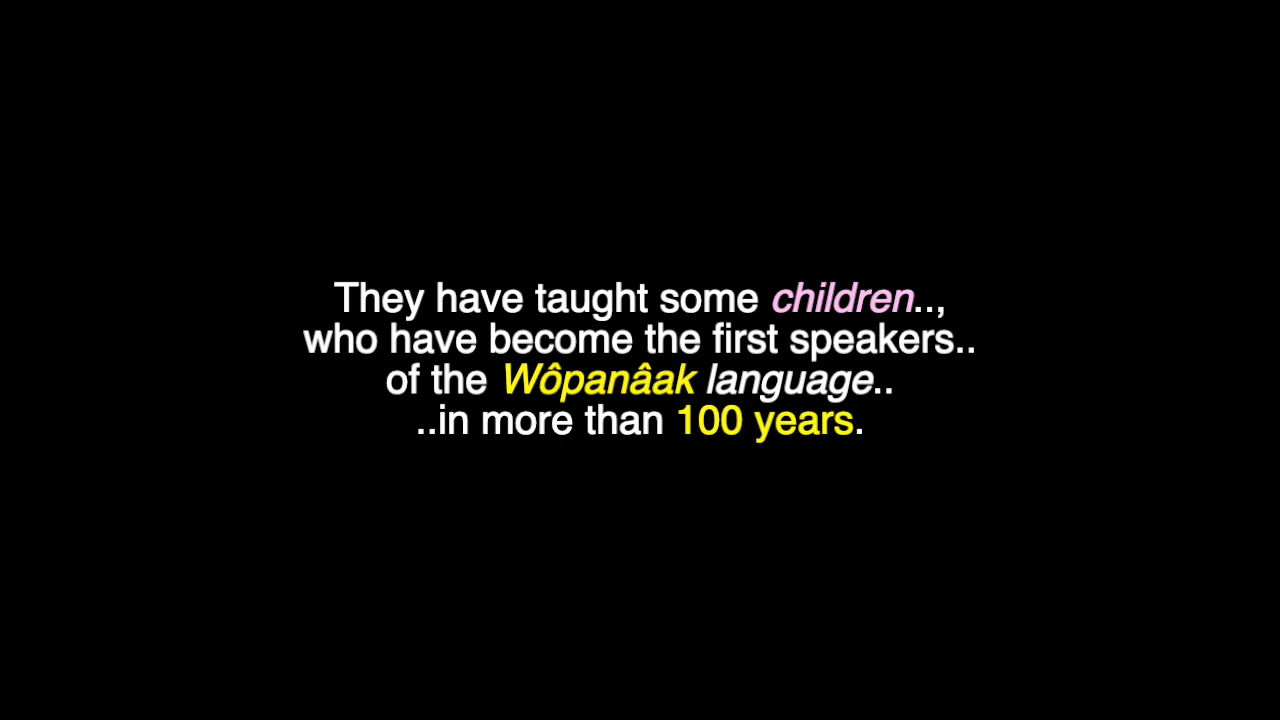 They have taught some children..,
who have become the first speakers..
of the Wôpanâak language..
..in more than 100 years.